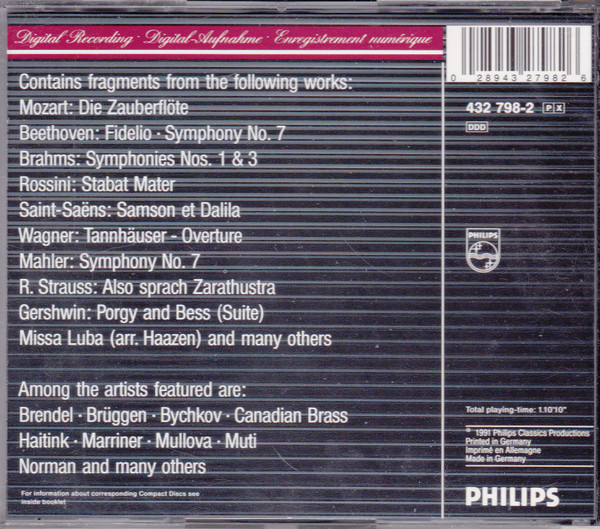 Digital Recording · Digital-Aufnahme · Enregistrement numérique
Contains fragments from the following works:
Mozart: Die Zauberflöte
Beethoven: Fidelio · Symphony No. 7
Brahms: Symphonies Nos. 1 & 3
Rossini: Stabat Mater
Saint-Saëns: Samson et Dalila
Wagner: Tannhäuser - Overture
Mahler: Symphony No. 7
R. Strauss: Also sprach Zarathustra
Gershwin: Porgy and Bess (Suite)
Missa Luba (arr. Haazen) and many others
Among the artists featured are:
Brendel · Brüggen · Bychkov · Canadian Brass
Haitink · Marriner · Mullova · Muti
Norman and many others
For information about corresponding Compact Discs see
inside booklet
0 28943 27982 6
432 798-2 P X
DDD
PHILIPS
Total playing-time: 1.10'10"
℗ 1991 Philips Classics Productions
Printed in Germany
Imprimé en Allemagne
Made in Germany
PHILIPS